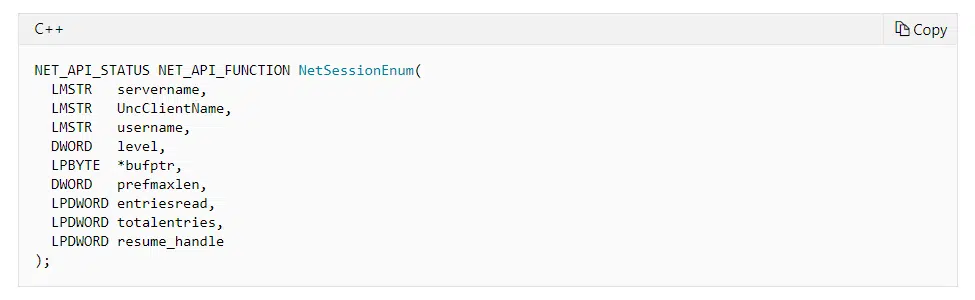 C++
Copy
NET_API_STATUS NET_API_FUNCTION NetSessionEnum(
  LMSTR   servername,
  LMSTR   UncClientName,
  LMSTR   username,
  DWORD   level,
  LPBYTE  *bufptr,
  DWORD   prefmaxlen,
  LPDWORD entriesread,
  LPDWORD totalentries,
  LPDWORD resume_handle
);